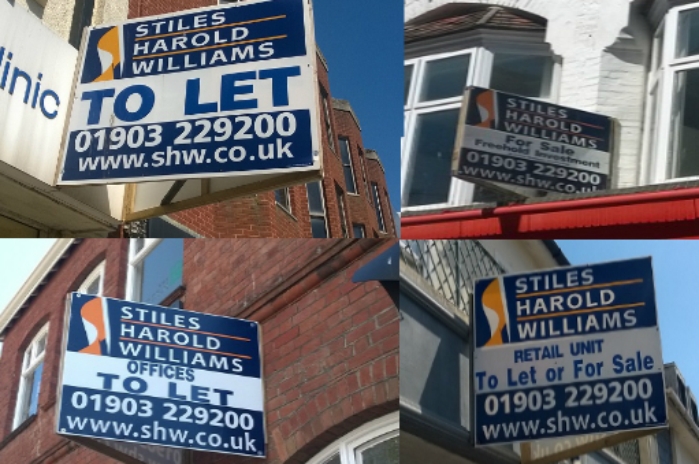 linic
STILES
HAROLD
WILLIAMS
TO LET
01903 229200
www.shw.co.uk
STILES
HAROLD
WILLIAMS
For Sale
Freehold Investment
01903 229200
www.shw.co.uk
STILES
HAROLD
WILLIAMS
OFFICES
TO LET
01903 229200
www.shw.co.uk
STILES
HAROLD
WILLIAMS
RETAIL UNIT
To Let or For Sale
01903 229200
www.shw.co.uk